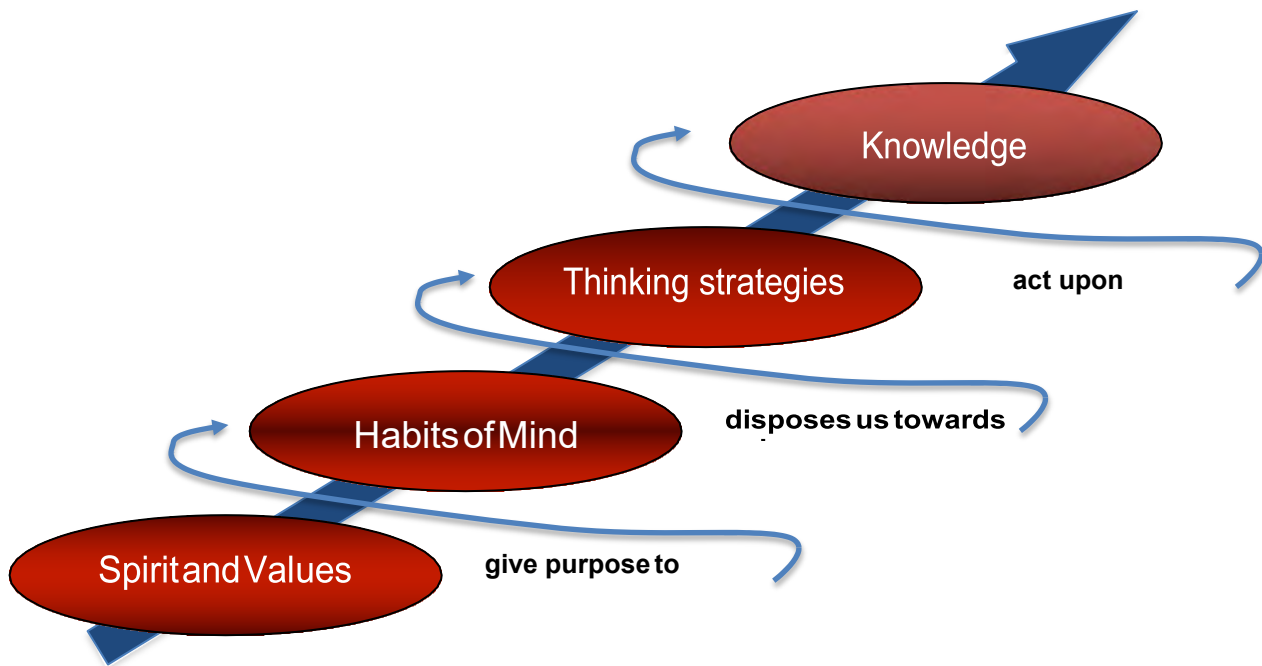 Knowledge
Thinking strategies
act upon
Habits of Mind
disposes us towards
Spirit and Values
give purpose to